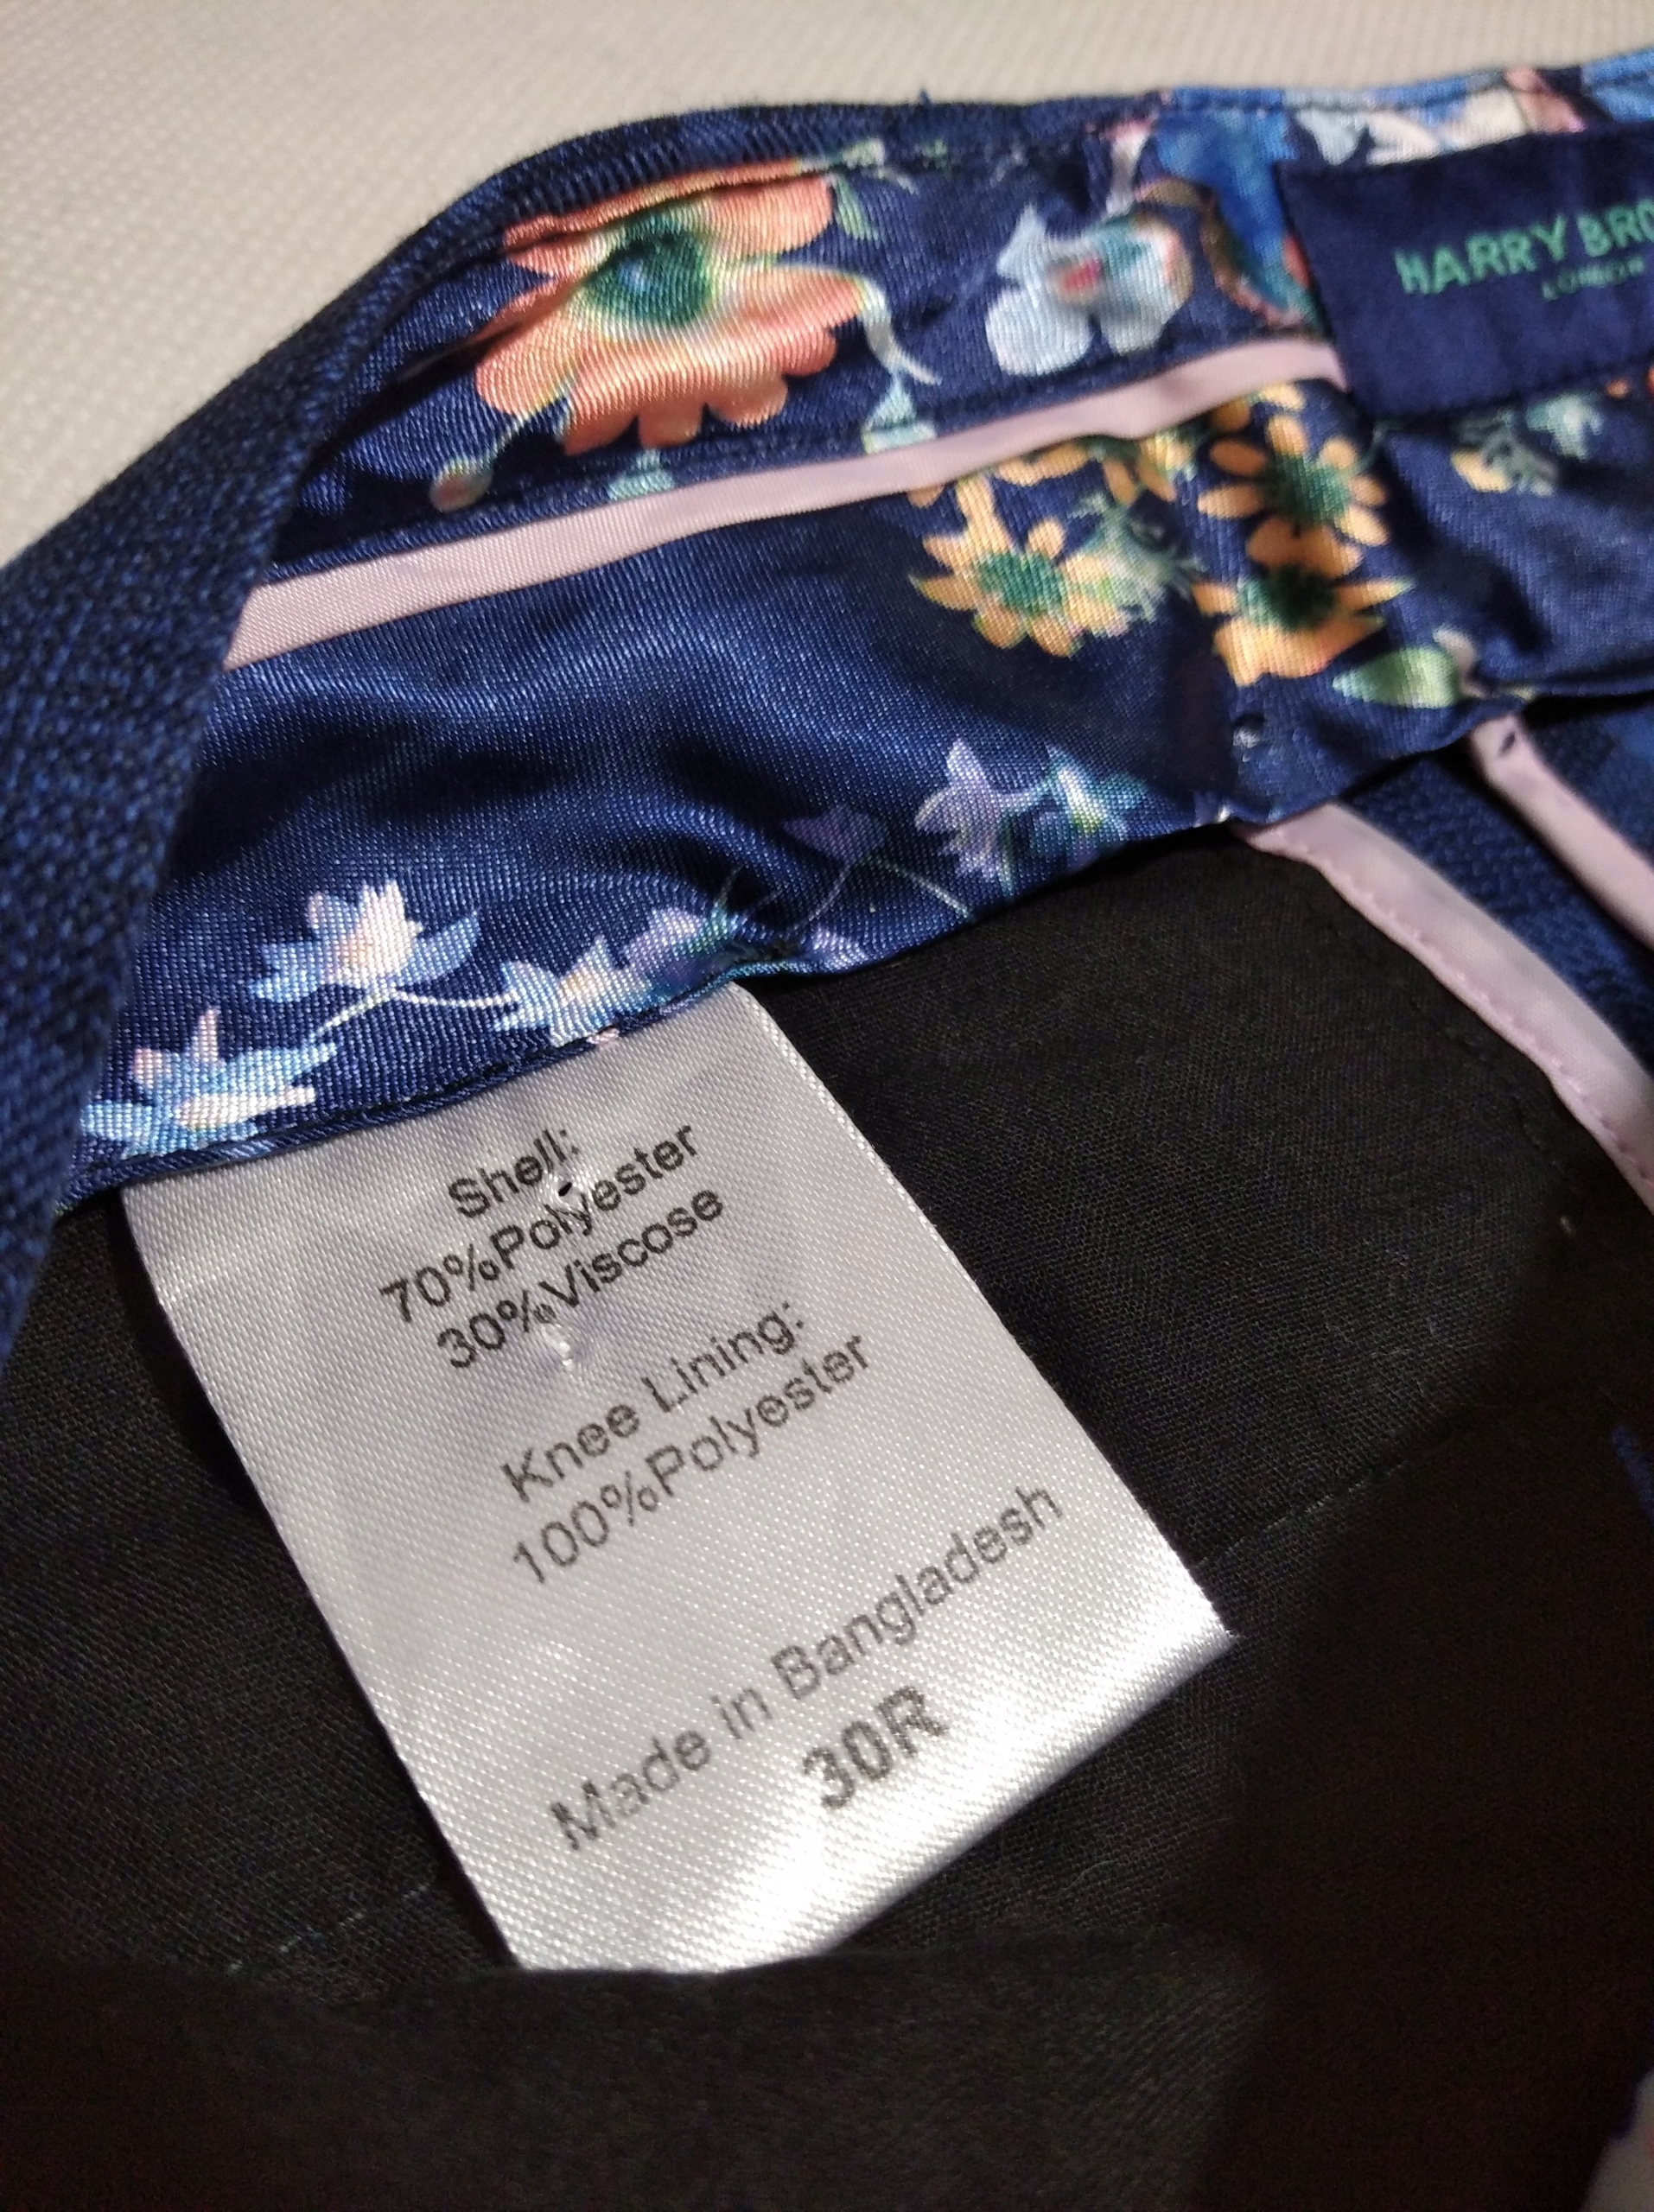 HARRY BRO
LONDON
Shell:
70%Polyester
30%Viscose
Knee Lining:
100%Polyester
Made in Bangladesh
30R